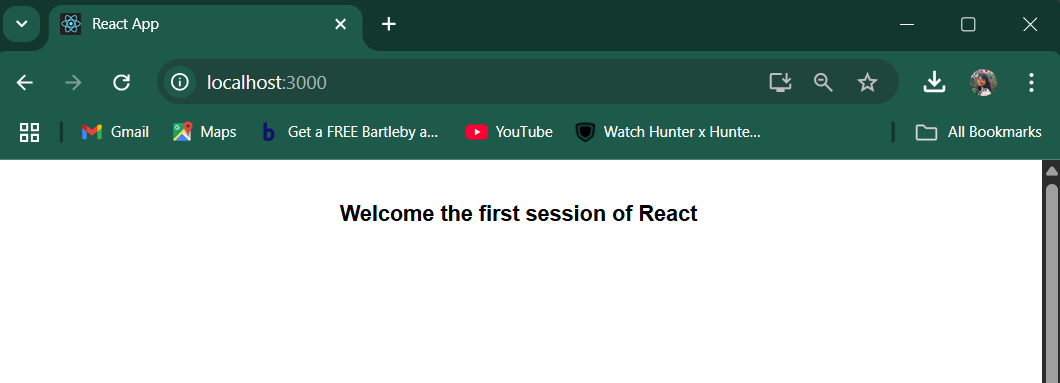 React App
localhost:3000
Gmail Maps Get a FREE Bartleby a... YouTube Watch Hunter x Hunte... All Bookmarks
Welcome the first session of React